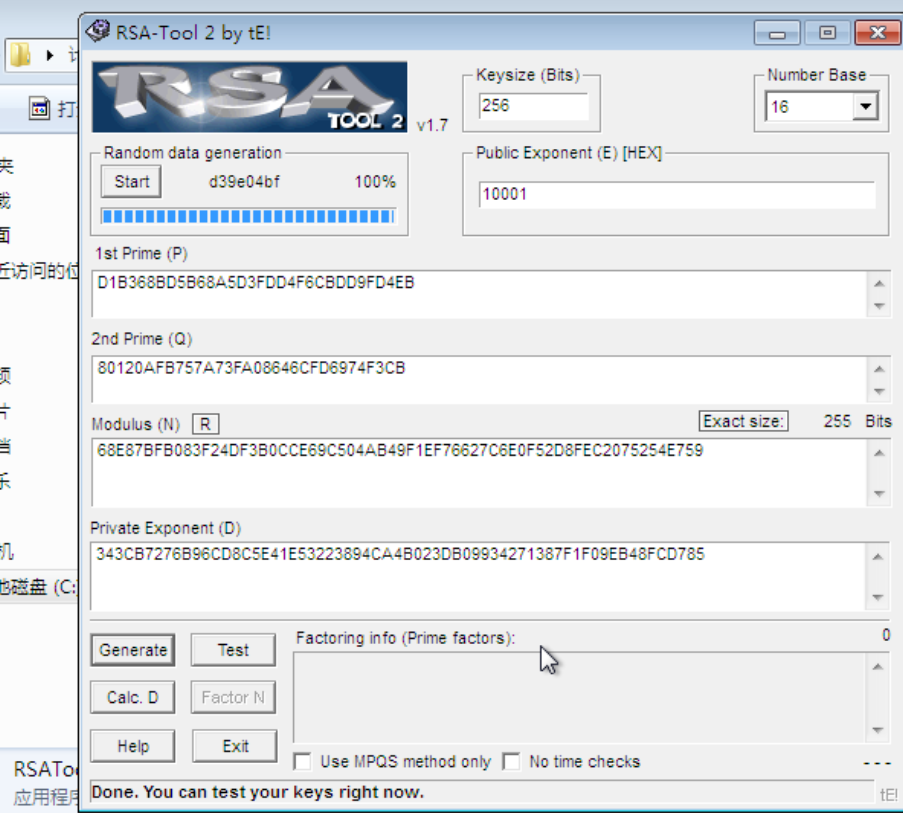 RSA-Tool 2 by tE!
RSA
TOOL 2 v1.7
Keysize (Bits)
256
Number Base
16
Random data generation
Start d39e04bf 100%
Public Exponent (E) [HEX]
10001
1st Prime (P)
D1B368BD5B68A5D3FDD4F6CBDD9FD4EB
2nd Prime (Q)
80120AFB757A73FA08646CFD6974F3CB
Modulus (N) R Exact size: 255 Bits
68E87BFB083F24DF3B0CCE69C504AB49F1EF76627C6E0F52D8FEC2075254E759
Private Exponent (D)
343CB7276B96CD8C5E41E53223894CA4B023DB09934271387F1F09EB48FCD785
Generate Test
Factoring info (Prime factors): 0
Calc. D Factor N
Help Exit
Use MPQS method only No time checks ---
Done. You can test your keys right now. tE!
打
夹
面
近访问的位
频
片
档
乐
机
地磁盘 (C:
RSAToo
应用程序